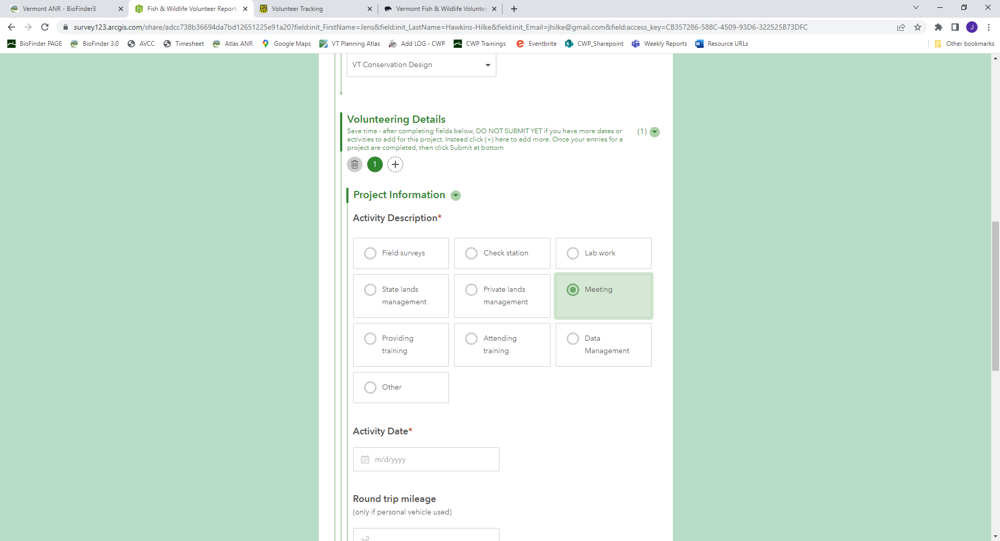 Vermont ANR - BioFinder3
Fish & Wildlife Volunteer Reporti
Volunteer Tracking
Vermont Fish & Wildlife Voluntee
survey123.arcgis.com/share/adcc738b36694da7bd12651225e91a20?field:init_FirstName=Jens&field:init_LastName=Hawkins-Hilke&field:init_Email=jhilke@gmail.com&field:access_key=CB357286-588C-4509-93D6-322525B73DFC
J
BioFinder PAGE
BioFinder 3.0
AVCC
Timesheet
Atlas ANR
Google Maps
VT Planning Atlas
Add LOG - CWP
CWP Trainings
Eventbrite
CWP_Sharepoint
Weekly Reports
Resource URLs
Other bookmarks
VT Conservation Design
Volunteering Details
Save time - after completing fields below, DO NOT SUBMIT YET if you have more dates or
activities to add for this project. Instead click (+) here to add more. Once your entries for a
project are completed, then click Submit at bottom
(1)
1
Project Information
Activity Description*
Field surveys
Check station
Lab work
State lands
management
Private lands
management
Meeting
Providing
training
Attending
training
Data
Management
Other
Activity Date*
m/d/yyyy
Round trip mileage
(only if personal vehicle used)